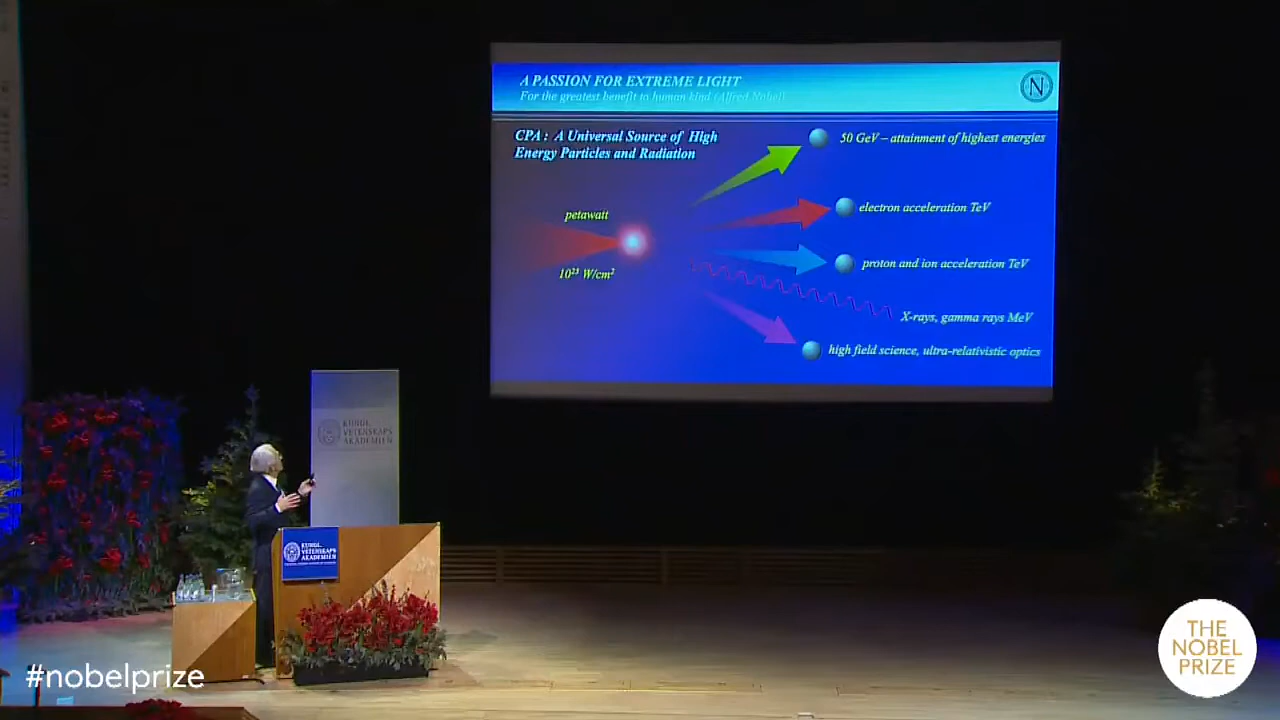 A PASSION FOR EXTREME LIGHT
For the greatest benefit to human kind (Alfred Nobel)
N
CPA : A Universal Source of High
Energy Particles and Radiation
50 GeV – attainment of highest energies
petawatt
electron acceleration TeV
10²³ W/cm²
proton and ion acceleration TeV
X-rays, gamma rays MeV
high field science, ultra-relativistic optics
KUNGL.
VETENSKAPS
AKADEMIEN
KUNGL.
VETENSKAPS
AKADEMIEN
#nobelprize
THE
NOBEL
PRIZE